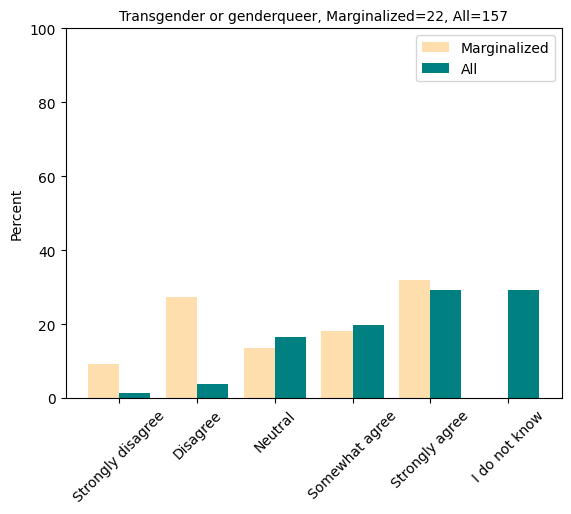 Transgender or genderqueer, Marginalized=22, All=157
Marginalized
All
Percent
100
80
60
40
20
0
Strongly disagree
Disagree
Neutral
Somewhat agree
Strongly agree
I do not know